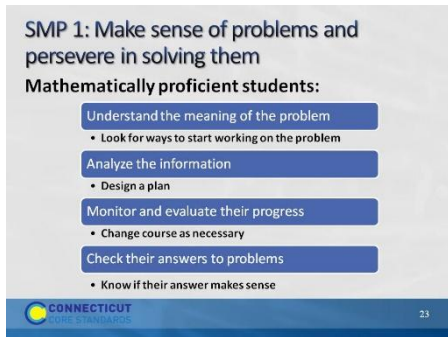 SMP 1: Make sense of problems and
persevere in solving them
Mathematically proficient students:
Understand the meaning of the problem
• Look for ways to start working on the problem
Analyze the information
• Design a plan
Monitor and evaluate their progress
• Change course as necessary
Check their answers to problems
• Know if their answer makes sense
CONNECTICUT
CORE STANDARDS
23